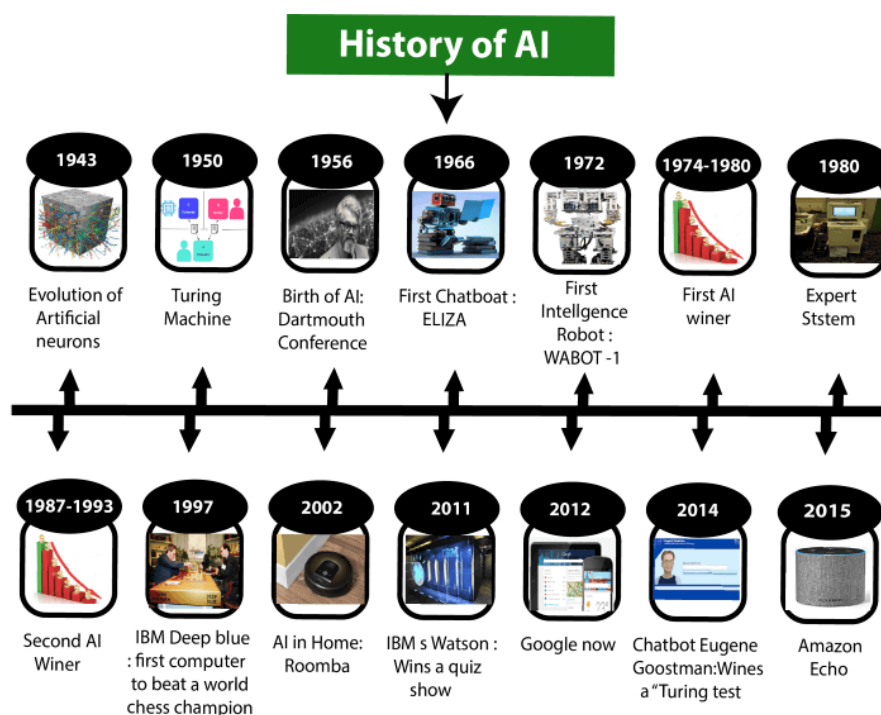 History of AI
1943
1950
1956
1966
1972
1974-1980
1980
Evolution of
Artificial
neurons
Turing
Machine
Birth of AI:
Dartmouth
Conference
First Chatboat :
ELIZA
First
Intellgence
Robot :
WABOT -1
First AI
winer
Expert
Ststem
1987-1993
1997
2002
2011
2012
2014
2015
Second AI
Winer
IBM Deep blue
: first computer
to beat a world
chess champion
AI in Home:
Roomba
IBM s Watson :
Wins a quiz
show
Google now
Chatbot Eugene
Goostman:Wines
a “Turing test
Amazon
Echo